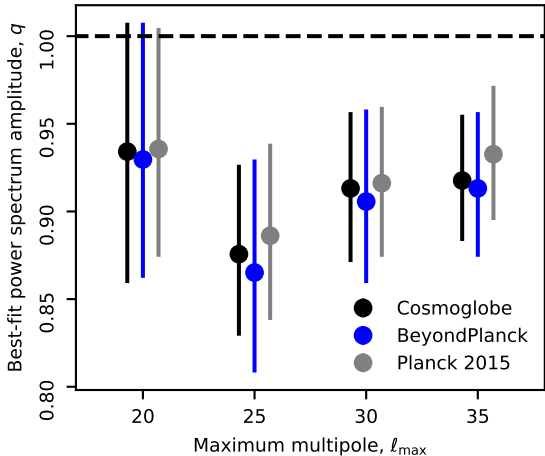 Best-fit power spectrum amplitude, q
1.00
0.95
0.90
0.85
0.80
Cosmoglobe
BeyondPlanck
Planck 2015
20 25 30 35
Maximum multipole, ℓmax